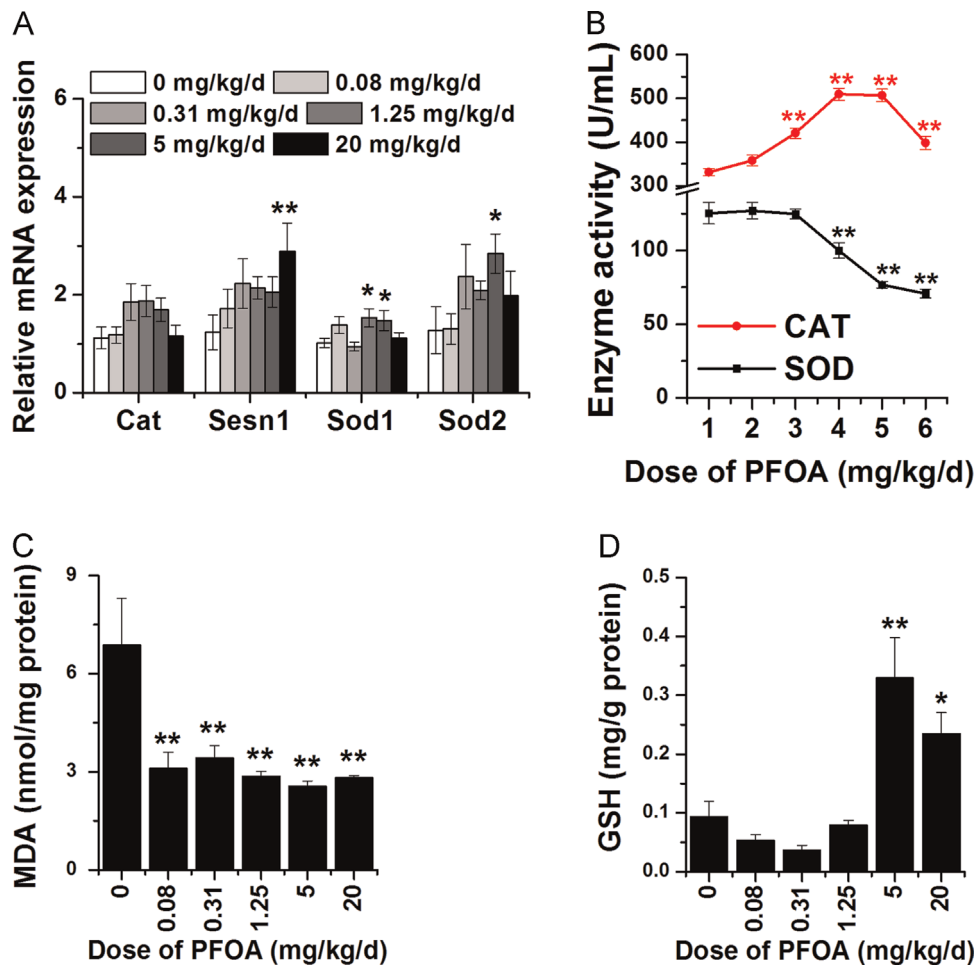 A
Relative mRNA expression
0 mg/kg/d 0.08 mg/kg/d
0.31 mg/kg/d 1.25 mg/kg/d
5 mg/kg/d 20 mg/kg/d
6
4
2
0
** * * *
Cat Sesn1 Sod1 Sod2
B
Enzyme activity (U/mL)
600
500
400
300
100
50
0
** ** ** **
** ** **
CAT
SOD
1 2 3 4 5 6
Dose of PFOA (mg/kg/d)
C
MDA (nmol/mg protein)
9
6
3
0
** ** ** ** **
0 0.08 0.31 1.25 5 20
Dose of PFOA (mg/kg/d)
D
GSH (mg/g protein)
0.5
0.4
0.3
0.2
0.1
0.0
** *
0 0.08 0.31 1.25 5 20
Dose of PFOA (mg/kg/d)